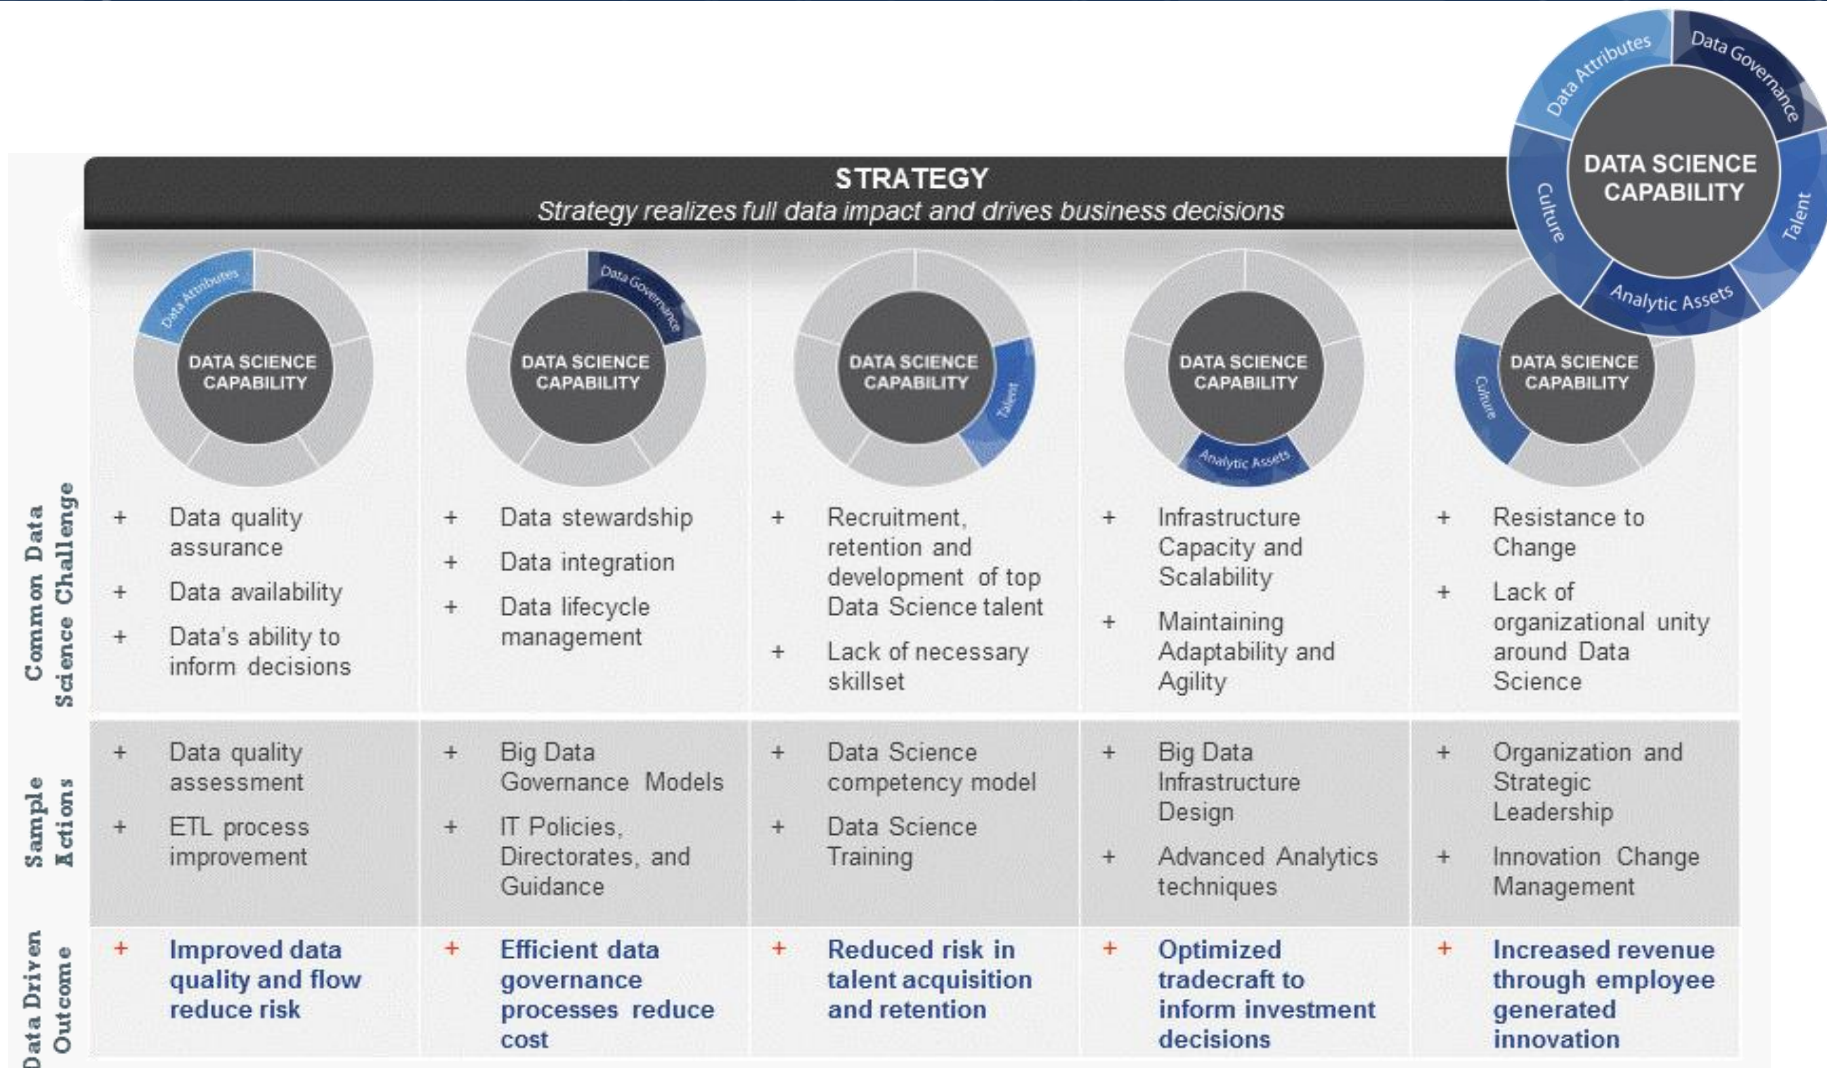 Data Attributes
Data Governance
DATA SCIENCE
CAPABILITY
Culture
Talent
Analytic Assets
STRATEGY
Strategy realizes full data impact and drives business decisions
Data Attributes
DATA SCIENCE
CAPABILITY
Data Governance
DATA SCIENCE
CAPABILITY
DATA SCIENCE
CAPABILITY
Talent
DATA SCIENCE
CAPABILITY
Analytic Assets
DATA SCIENCE
CAPABILITY
Culture
Common Data
Science Challenge
+ Data quality
assurance
+ Data availability
+ Data's ability to
inform decisions
+ Data stewardship
+ Data integration
+ Data lifecycle
management
+ Recruitment,
retention and
development of top
Data Science talent
+ Lack of necessary
skillset
+ Infrastructure
Capacity and
Scalability
+ Maintaining
Adaptability and
Agility
+ Resistance to
Change
+ Lack of
organizational unity
around Data
Science
Sample
Actions
+ Data quality
assessment
+ ETL process
improvement
+ Big Data
Governance Models
+ IT Policies,
Directorates, and
Guidance
+ Data Science
competency model
+ Data Science
Training
+ Big Data
Infrastructure
Design
+ Advanced Analytics
techniques
+ Organization and
Strategic
Leadership
+ Innovation Change
Management
Data Driven
Outcome
+ Improved data
quality and flow
reduce risk
+ Efficient data
governance
processes reduce
cost
+ Reduced risk in
talent acquisition
and retention
+ Optimized
tradecraft to
inform investment
decisions
+ Increased revenue
through employee
generated
innovation